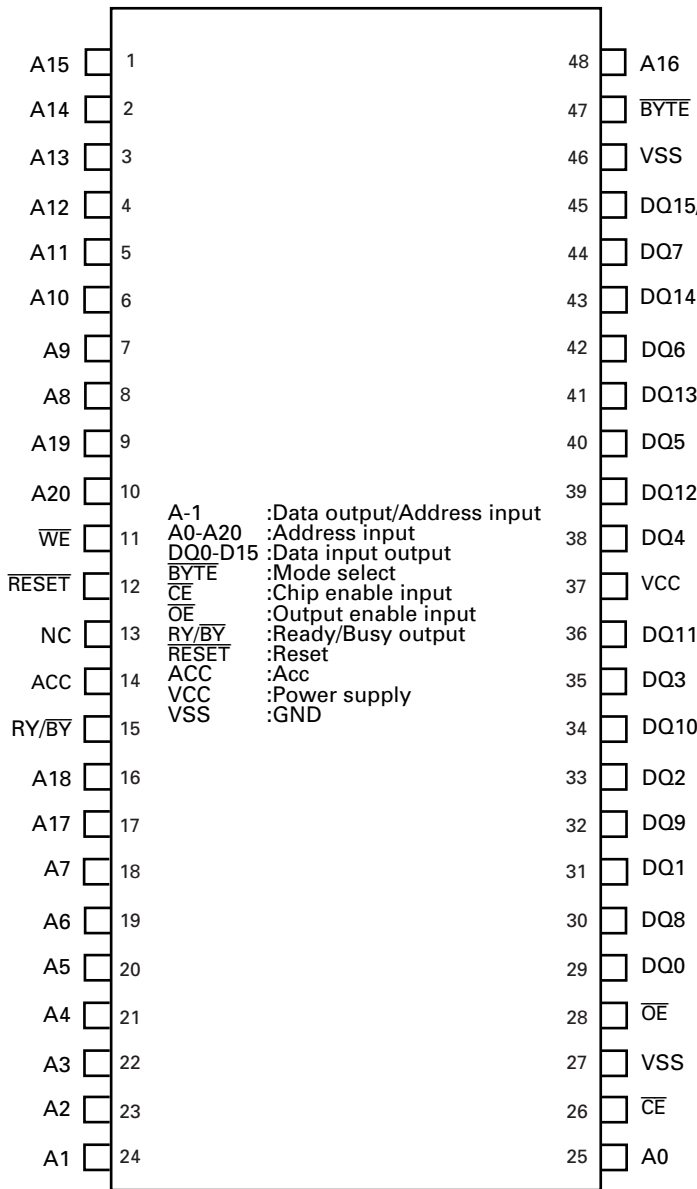 A15 1 48 A16
A14 2 47 BYTE
A13 3 46 VSS
A12 4 45 DQ15/
A11 5 44 DQ7
A10 6 43 DQ14
A9 7 42 DQ6
A8 8 41 DQ13
A19 9 40 DQ5
A20 10 39 DQ12
A-1 :Data output/Address input
WE 11 A0-A20 :Address input 38 DQ4
DQ0-D15 :Data input output
BYTE :Mode select
RESET 12 CE :Chip enable input 37 VCC
OE :Output enable input
NC 13 RY/BY :Ready/Busy output 36 DQ11
RESET :Reset
ACC 14 ACC :Acc 35 DQ3
VCC :Power supply
RY/BY 15 VSS :GND 34 DQ10
A18 16 33 DQ2
A17 17 32 DQ9
A7 18 31 DQ1
A6 19 30 DQ8
A5 20 29 DQ0
A4 21 28 OE
A3 22 27 VSS
A2 23 26 CE
A1 24 25 A0